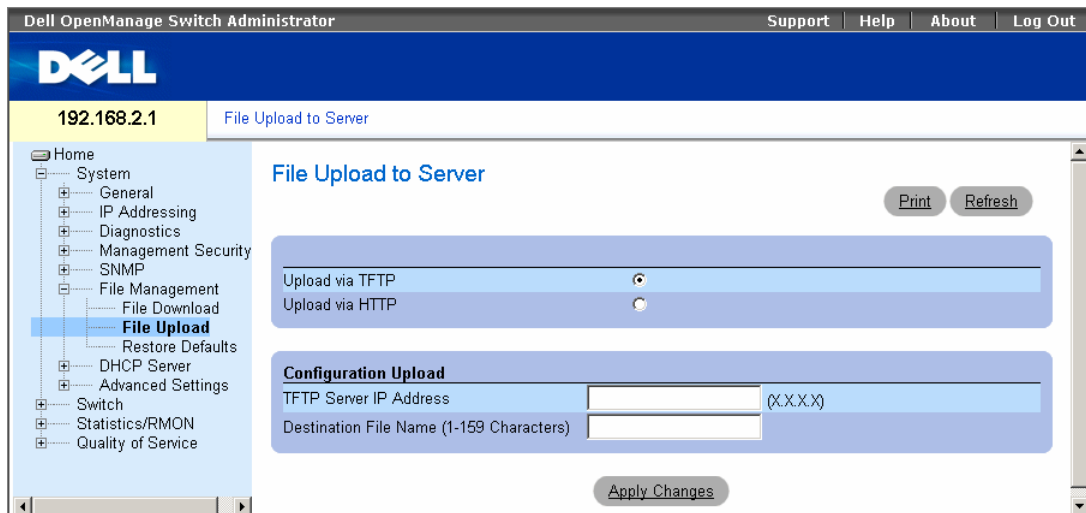 Dell OpenManage Switch Administrator
Support | Help | About | Log Out
DELL
192.168.2.1
File Upload to Server
Home
System
General
IP Addressing
Diagnostics
Management Security
SNMP
File Management
File Download
File Upload
Restore Defaults
DHCP Server
Advanced Settings
Switch
Statistics/RMON
Quality of Service
File Upload to Server
Print
Refresh
Upload via TFTP
Upload via HTTP
Configuration Upload
TFTP Server IP Address
(X.X.X.X)
Destination File Name (1-159 Characters)
Apply Changes